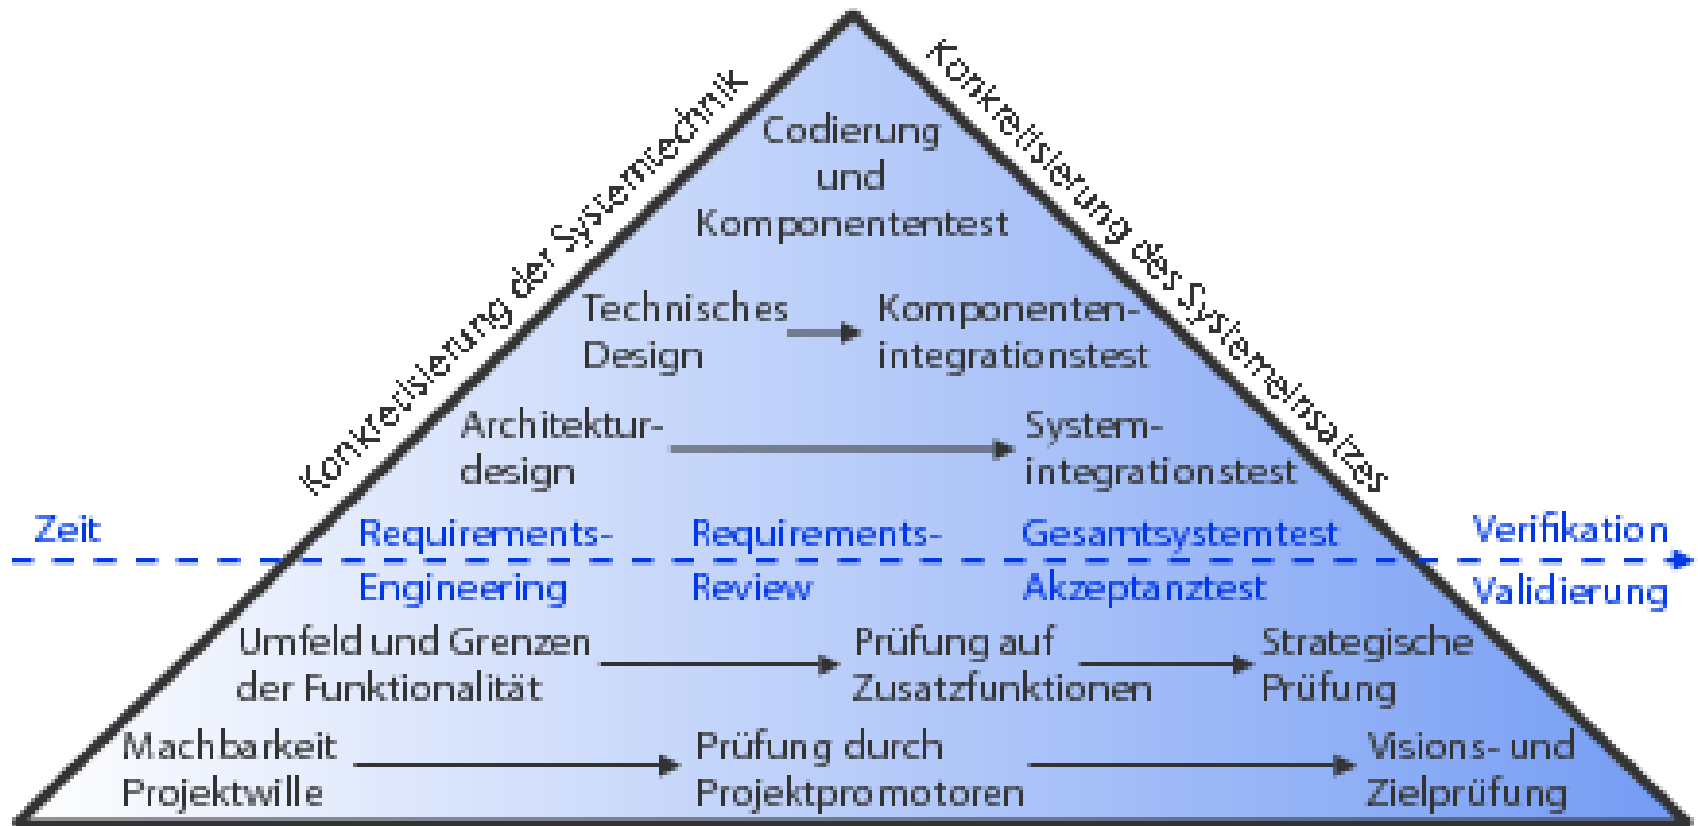 Konkretisierung der Systemtechnik
Konkretisierung des Systemeinsatzes
Codierung
und
Komponententest
Technisches
Design
Komponenten-
integrationstest
Architektur-
design
System-
integrationstest
Zeit
Requirements-
Engineering
Requirements-
Review
Gesamtsystemtest
Akzeptanztest
Verifikation
Validierung
Umfeld und Grenzen
der Funktionalität
Prüfung auf
Zusatzfunktionen
Strategische
Prüfung
Machbarkeit
Projektwille
Prüfung durch
Projektpromotoren
Visions- und
Zielprüfung